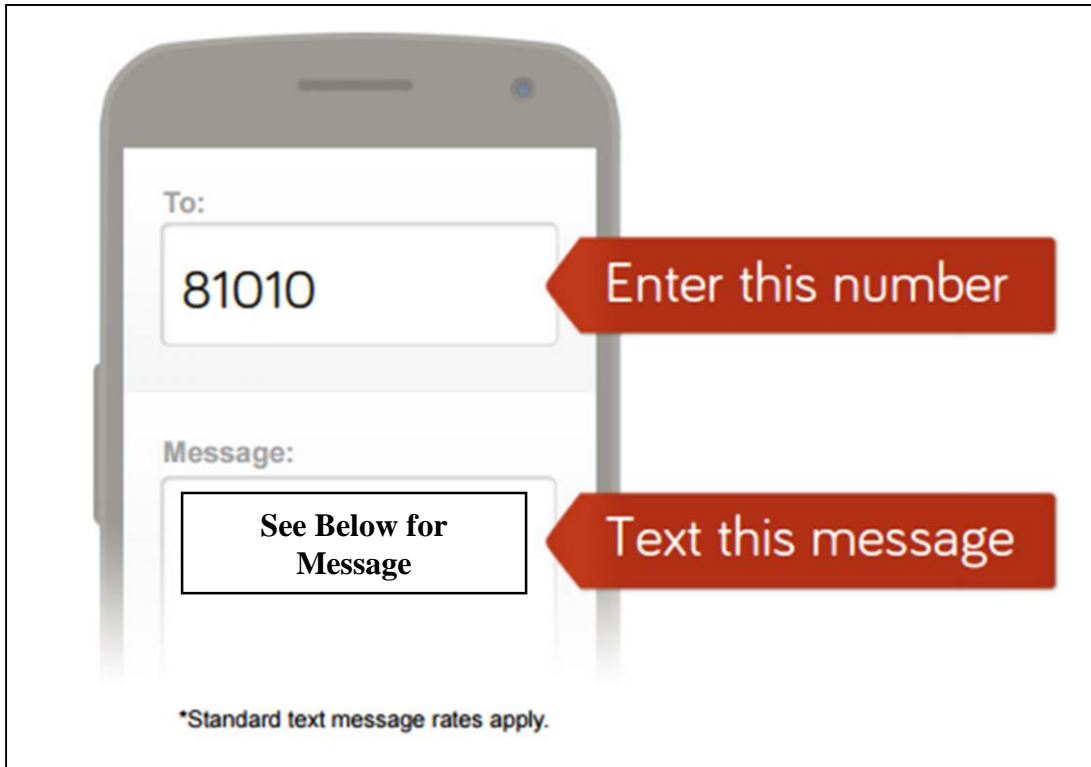 To:
81010
Enter this number
Message:
See Below for
Message
Text this message
*Standard text message rates apply.